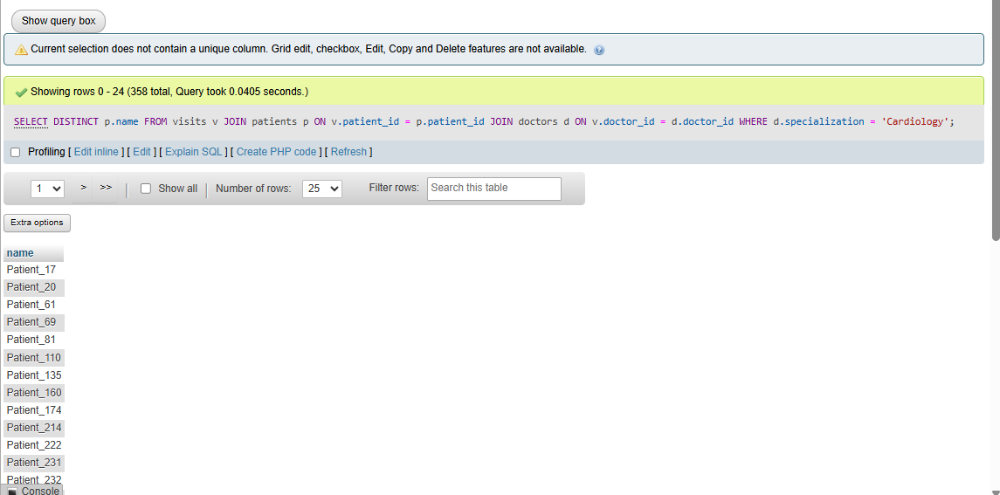 Show query box
Current selection does not contain a unique column. Grid edit, checkbox, Edit, Copy and Delete features are not available.
Showing rows 0 - 24 (358 total, Query took 0.0405 seconds.)
SELECT DISTINCT p.name FROM visits v JOIN patients p ON v.patient_id = p.patient_id JOIN doctors d ON v.doctor_id = d.doctor_id WHERE d.specialization = 'Cardiology';
Profiling [ Edit inline ] [ Edit ] [ Explain SQL ] [ Create PHP code ] [ Refresh ]
1 > >> | Show all | Number of rows: 25 Filter rows: Search this table
Extra options
name
Patient_17
Patient_20
Patient_61
Patient_69
Patient_81
Patient_110
Patient_135
Patient_160
Patient_174
Patient_214
Patient_222
Patient_231
Patient_232
Console